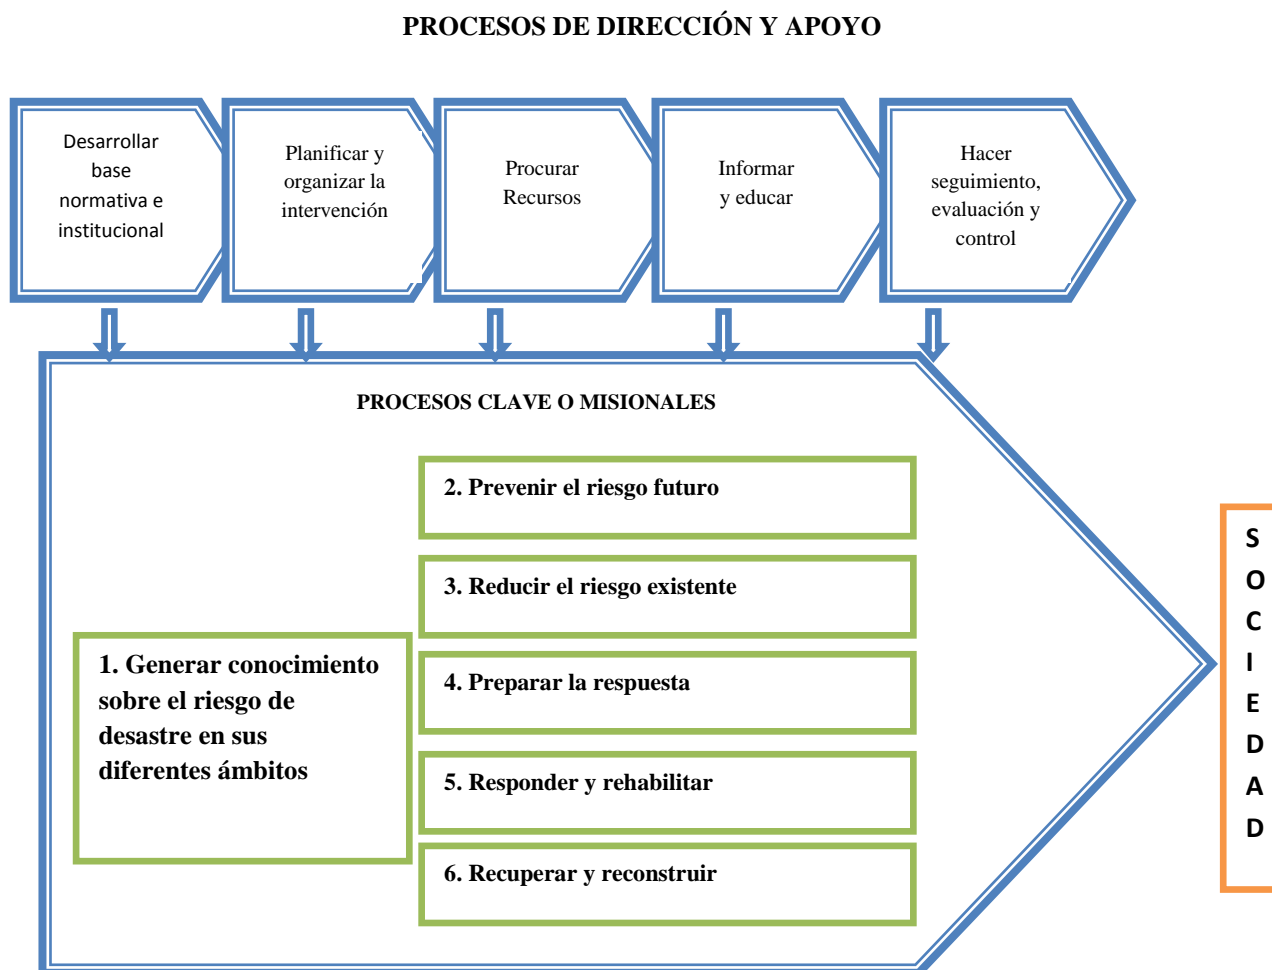 PROCESOS DE DIRECCIÓN Y APOYO
Desarrollar
base
normativa e
institucional
Planificar y
organizar la
intervención
Procurar
Recursos
Informar
y educar
Hacer
seguimiento,
evaluación y
control
PROCESOS CLAVE O MISIONALES
1. Generar conocimiento
sobre el riesgo de
desastre en sus
diferentes ámbitos
2. Prevenir el riesgo futuro
3. Reducir el riesgo existente
4. Preparar la respuesta
5. Responder y rehabilitar
6. Recuperar y reconstruir
S
O
C
I
E
D
A
D